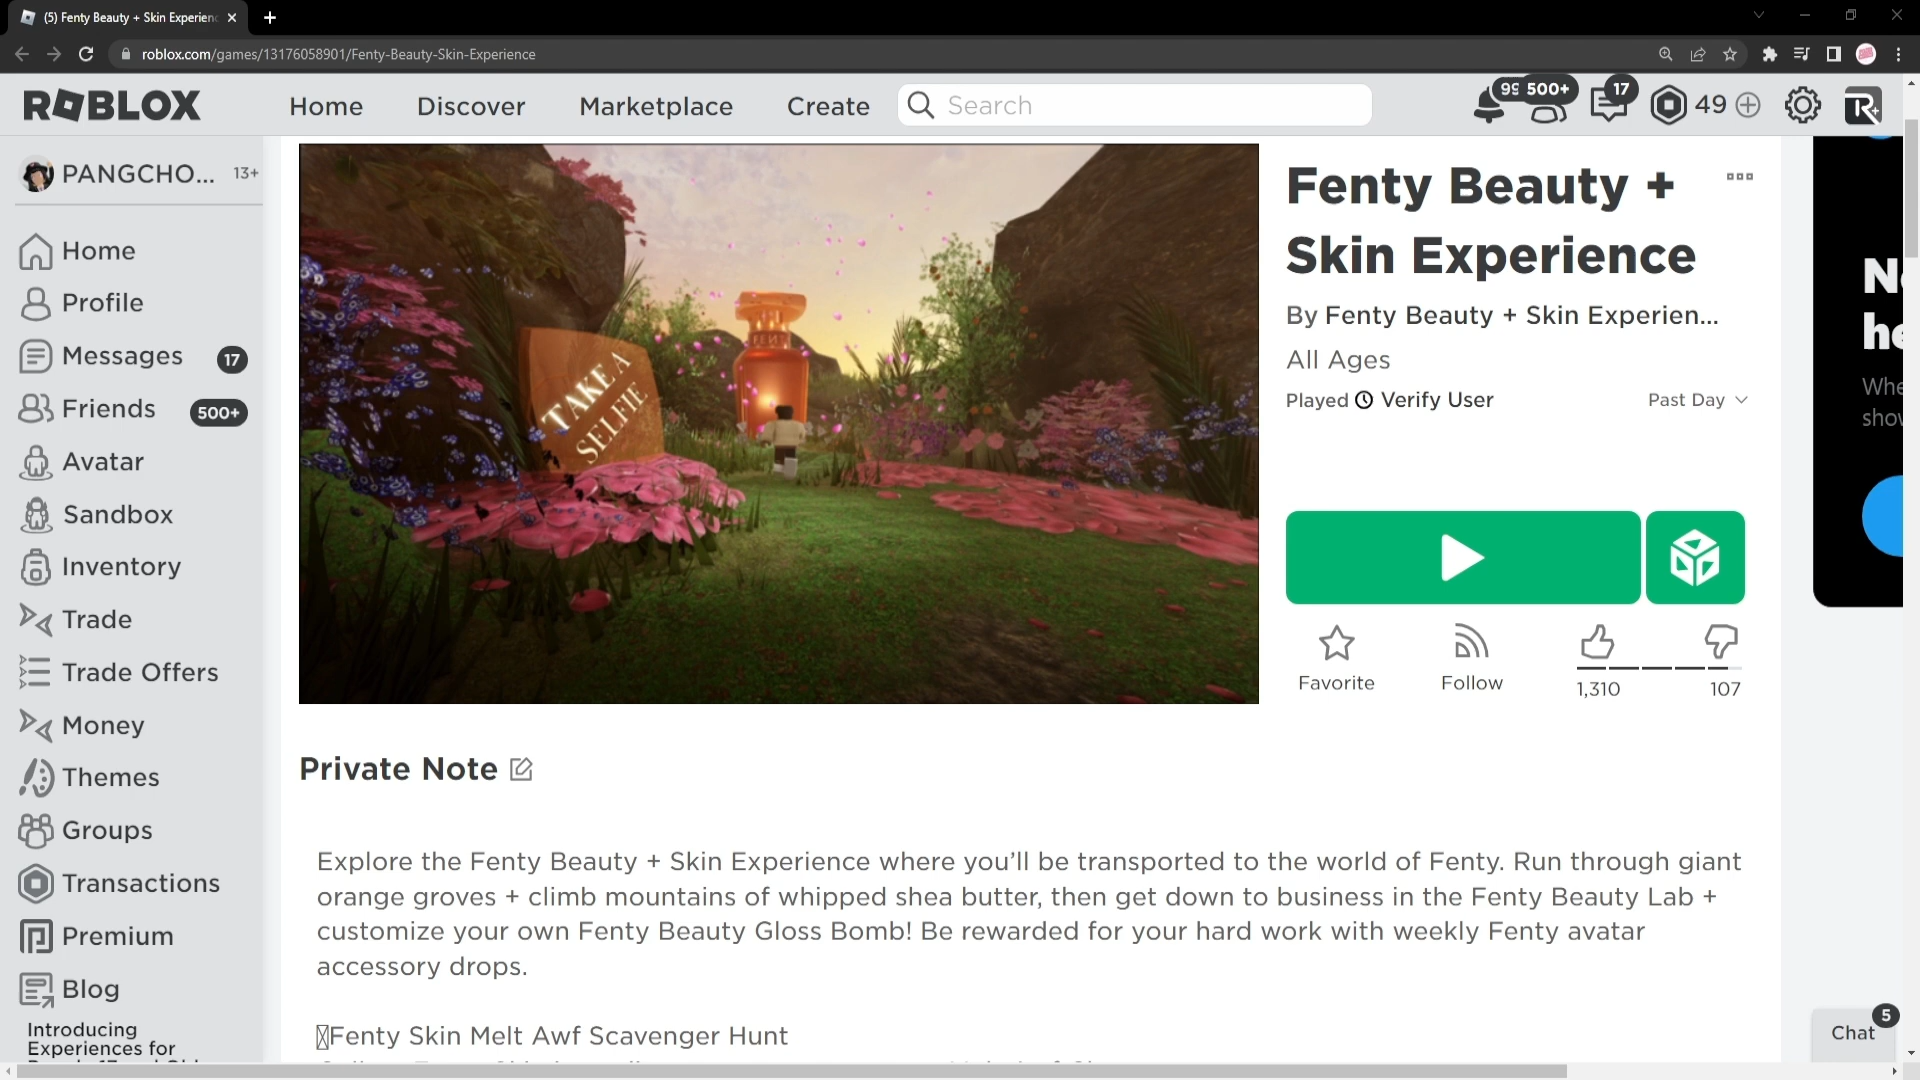 (5) Fenty Beauty + Skin Experienc
roblox.com/games/13176058901/Fenty-Beauty-Skin-Experience
ROBLOX
Home
Discover
Marketplace
Create
Search
99
500+
17
49
PANGCHO...
13+
Home
Profile
Messages
17
Friends
500+
Avatar
Sandbox
Inventory
Trade
Trade Offers
Money
Themes
Groups
Transactions
Premium
Blog
Introducing
Experiences for
TAKE A
SELFIE
Fenty Beauty +
Skin Experience
By Fenty Beauty + Skin Experien...
All Ages
Played Verify User
Past Day
Favorite
Follow
1,310
107
Private Note
Explore the Fenty Beauty + Skin Experience where you’ll be transported to the world of Fenty. Run through giant
orange groves + climb mountains of whipped shea butter, then get down to business in the Fenty Beauty Lab +
customize your own Fenty Beauty Gloss Bomb! Be rewarded for your hard work with weekly Fenty avatar
accessory drops.
Fenty Skin Melt Awf Scavenger Hunt
Chat
5